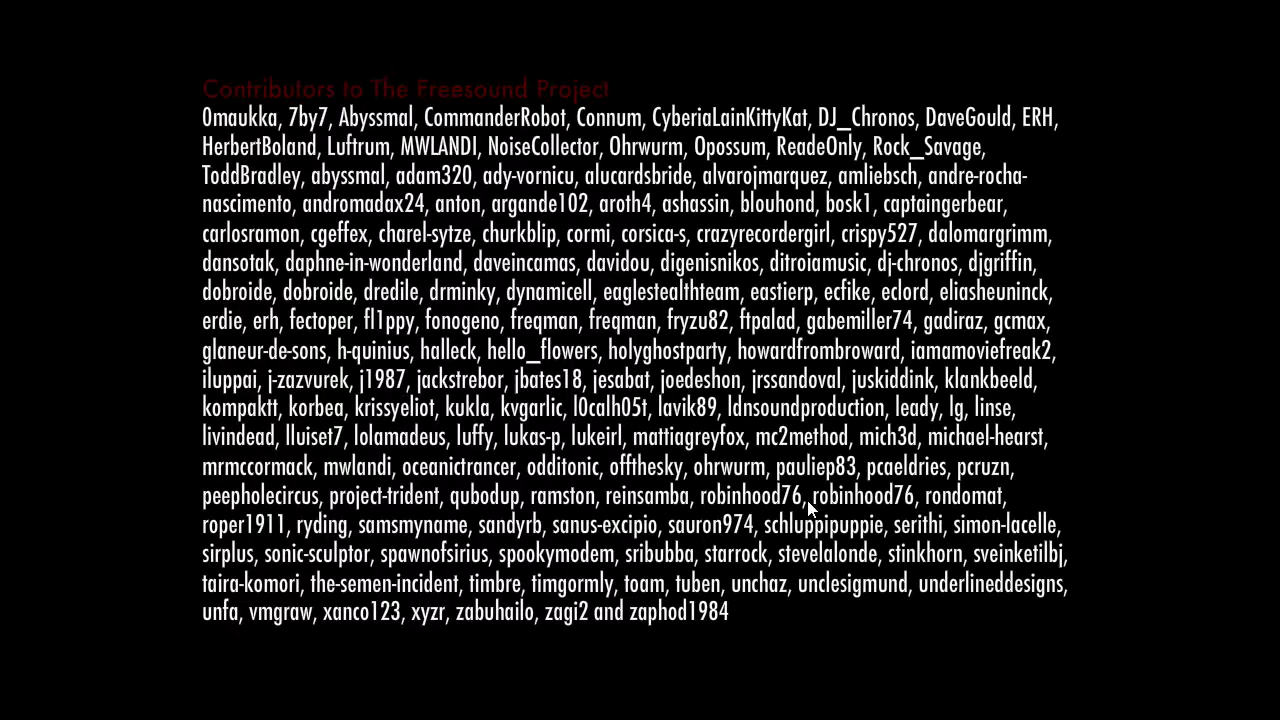 Contributors to The Freesound Project
0maukka, 7by7, Abyssmal, CommanderRobot, Connum, CyberiaLainKittyKat, DJ_Chronos, DaveGould, ERH,
HerbertBoland, Luftrum, MWLANDI, NoiseCollector, Ohrwurm, Opossum, ReadeOnly, Rock_Savage,
ToddBradley, abyssmal, adam320, ady-vornicu, alucardsbride, alvarojmarquez, amliebsch, andre-rocha-
nascimento, andromadax24, anton, argande102, aroth4, ashassin, blouhond, bosk1, captaingerbear,
carlosramon, cgeffex, charel-sytze, churkblip, cormi, corsica-s, crazyrecordergirl, crispy527, dalomargrimm,
dansotak, daphne-in-wonderland, daveincamas, davidou, digenisnikos, ditroiamusic, dj-chronos, djgriffin,
dobroide, dobroide, dredile, drminky, dynamicell, eaglestealthteam, eastierp, ecfike, eclord, eliasheuninck,
erdie, erh, fectoper, fl1ppy, fonogeno, freqman, freqman, fryzu82, ftpalad, gabemiller74, gadiraz, gcmax,
glaneur-de-sons, h-quinius, halleck, hello_flowers, holyghostparty, howardfrombroward, iamamoviefreak2,
iluppai, j-zazvurek, j1987, jackstrebor, jbates18, jesabat, joedeshon, jrssandoval, juskiddink, klankbeeld,
kompaktt, korbea, krissyeliot, kukla, kvgarlic, l0calh05t, lavik89, ldnsoundproduction, leady, lg, linse,
livindead, lluiset7, lolamadeus, luffy, lukas-p, lukeirl, mattiagreyfox, mc2method, mich3d, michael-hearst,
mrmccormack, mwlandi, oceanictrancer, odditonic, offthesky, ohrwurm, pauliep83, pcaeldries, pcruzn,
peepholecircus, project-trident, qubodup, ramston, reinsamba, robinhood76, robinhood76, rondomat,
roper1911, ryding, samsmyname, sandyrb, sanus-excipio, sauron974, schluppipuppie, serithi, simon-lacelle,
sirplus, sonic-sculptor, spawnofsirius, spookymodem, sribubba, starrock, stevelalonde, stinkhorn, sveinketilbj,
taira-komori, the-semen-incident, timbre, timgormly, toam, tuben, unchaz, unclesigmund, underlineddesigns,
unfa, vmgraw, xanco123, xyzr, zabuhailo, zagi2 and zaphod1984